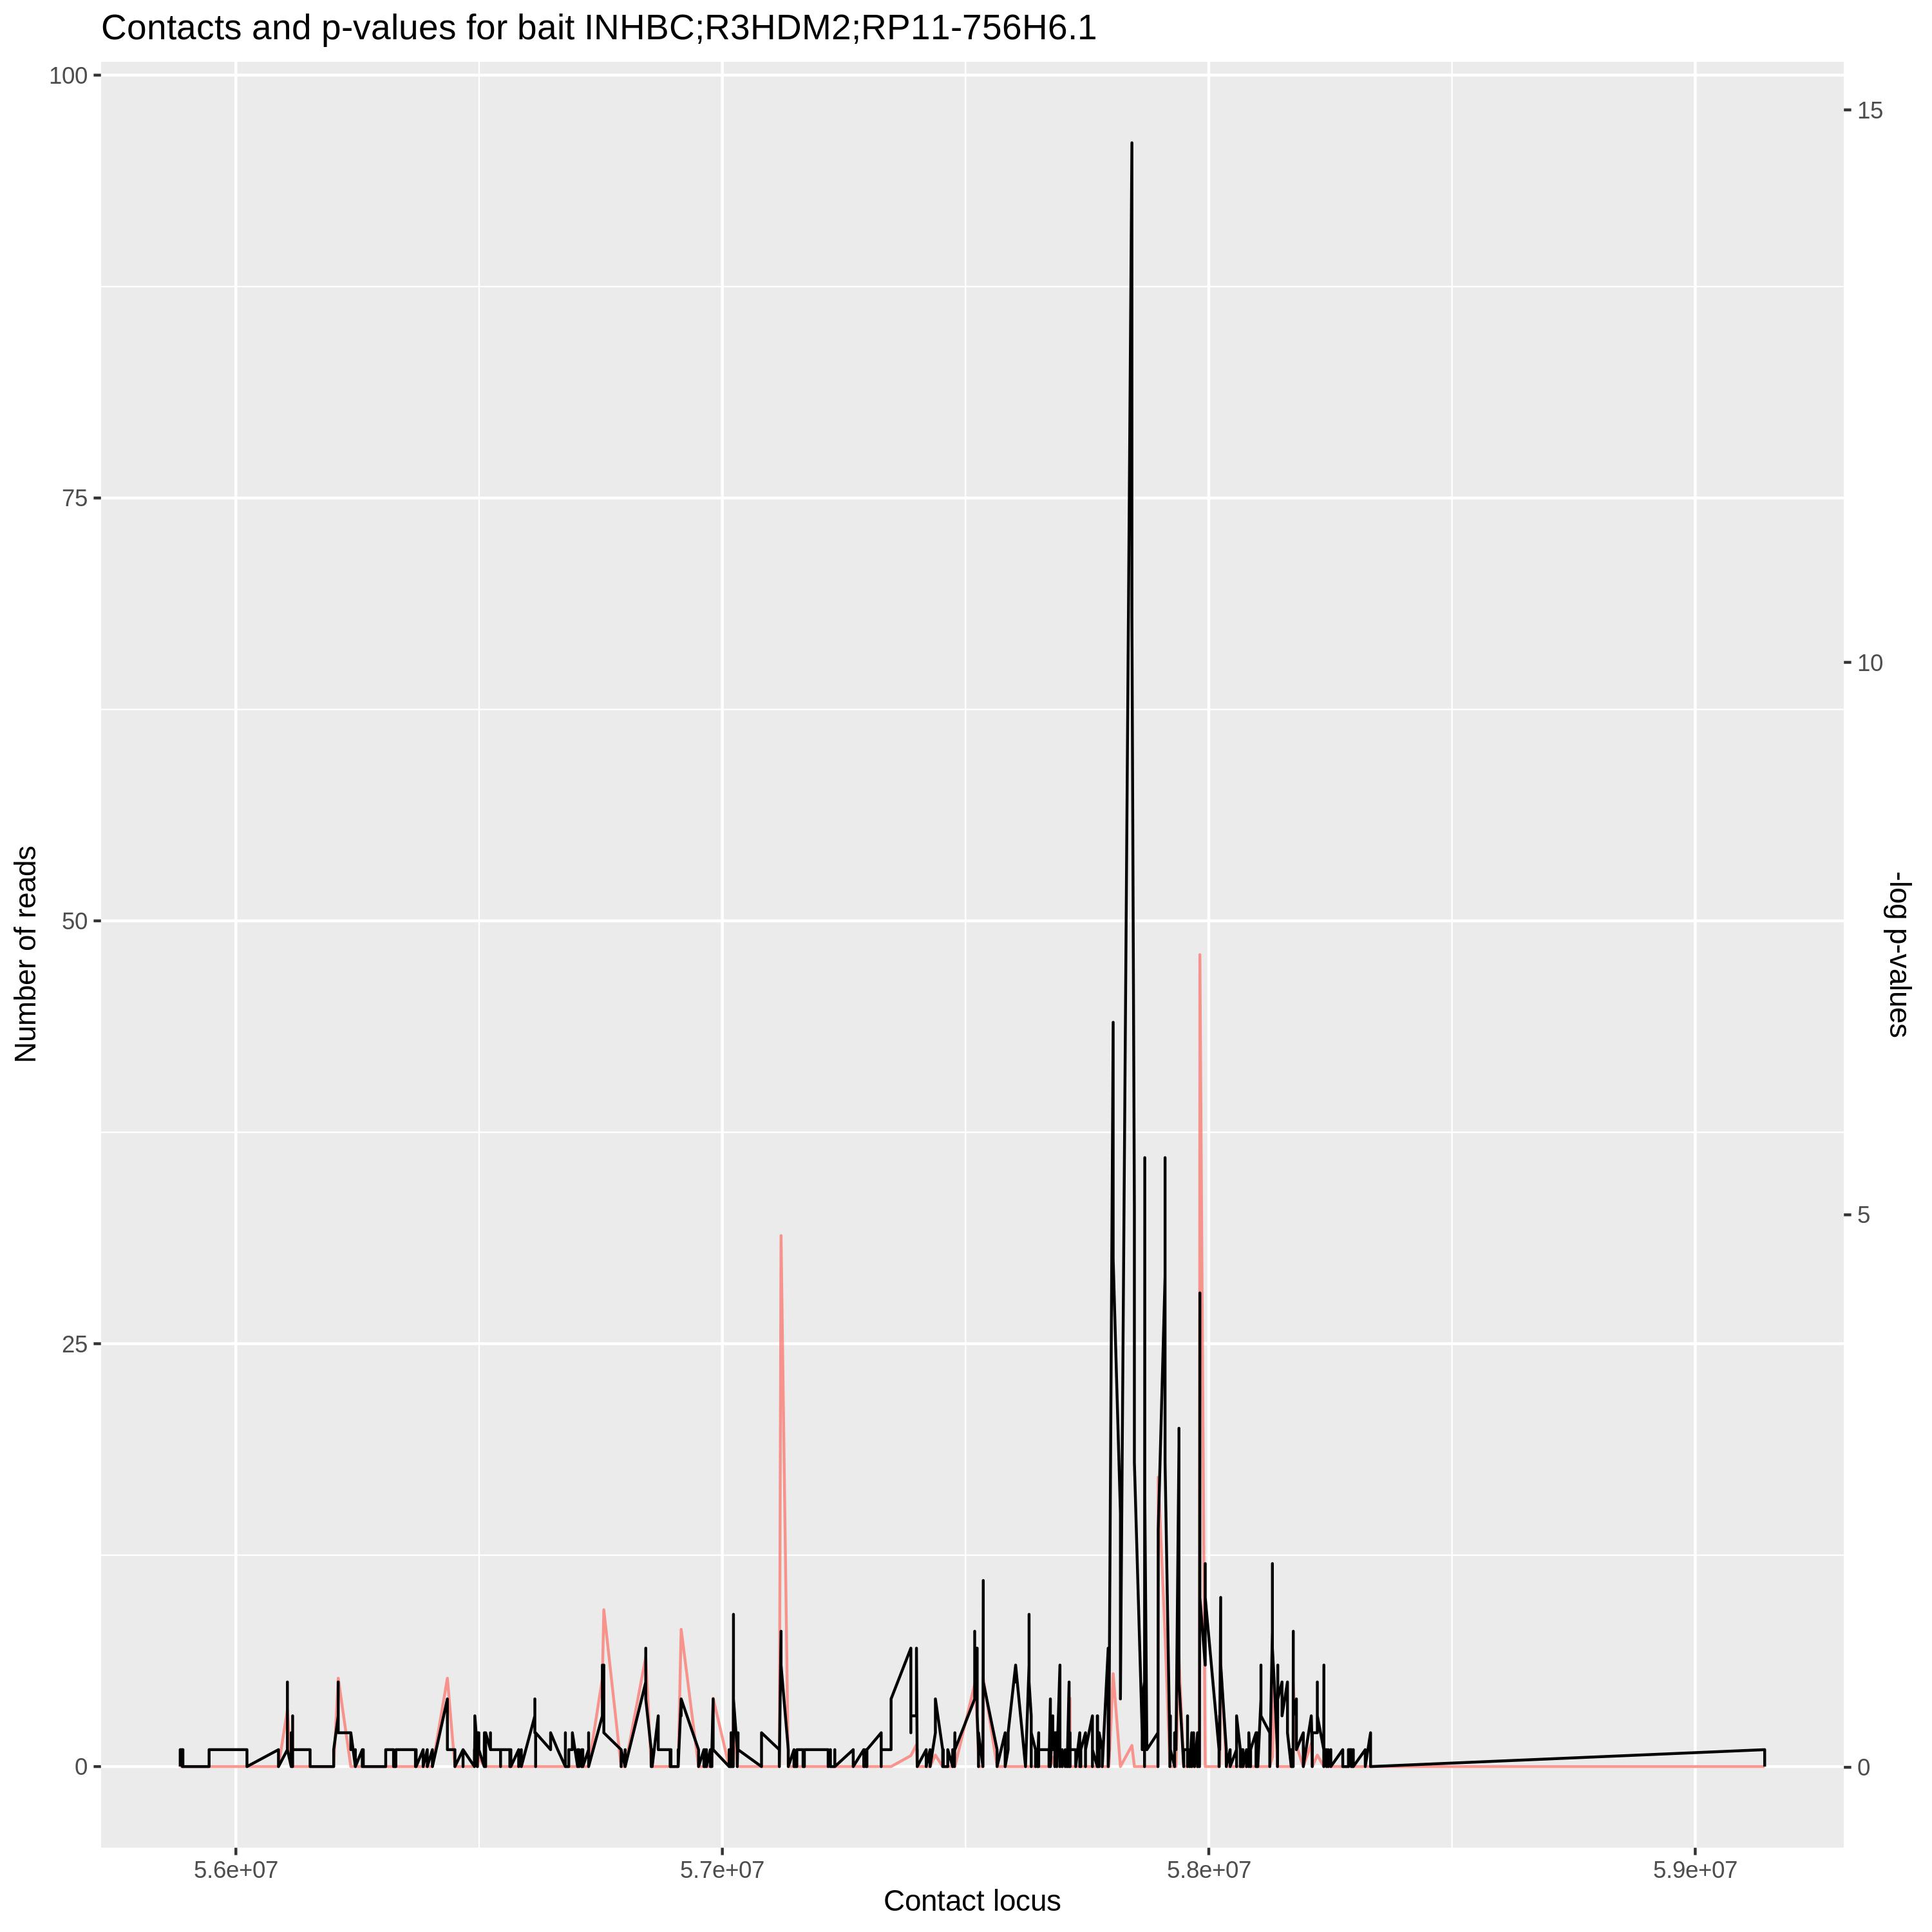 Contacts and p-values for bait INHBC;R3HDM2;RP11-756H6.1
100
75
50
25
0
Number of reads
15
10
5
0
-log p-values
5.6e+07
5.7e+07
5.8e+07
5.9e+07
Contact locus